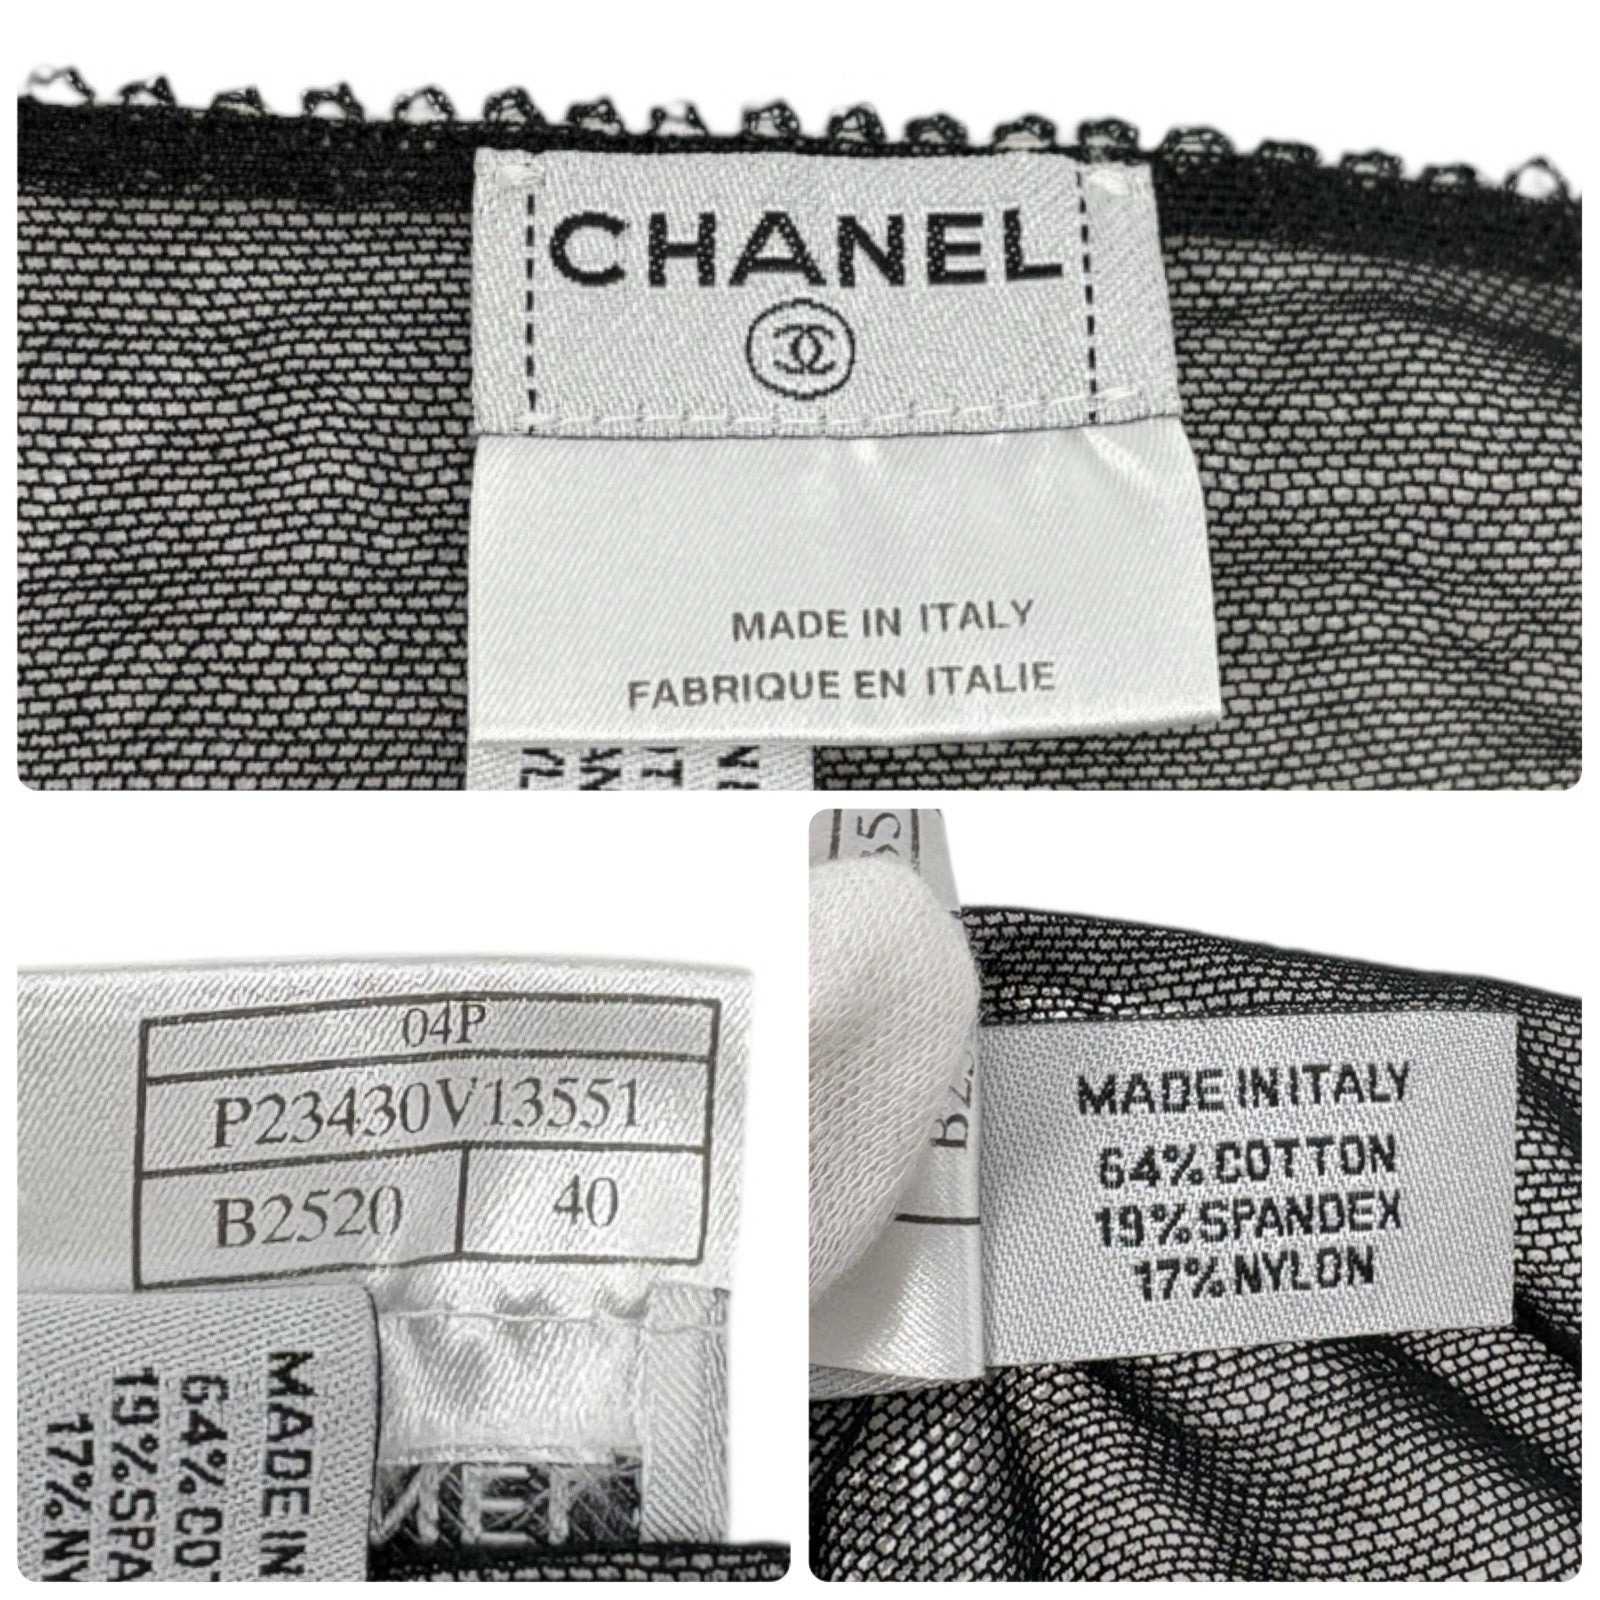 CHANEL
MADE IN ITALY
FABRIQUE EN ITALIE
04P
P23430V13551
B2520 40
MADE IN
64% CO
19% SPA
17% NY
MADE IN ITALY
64% COTTON
19% SPANDEX
17% NYLON